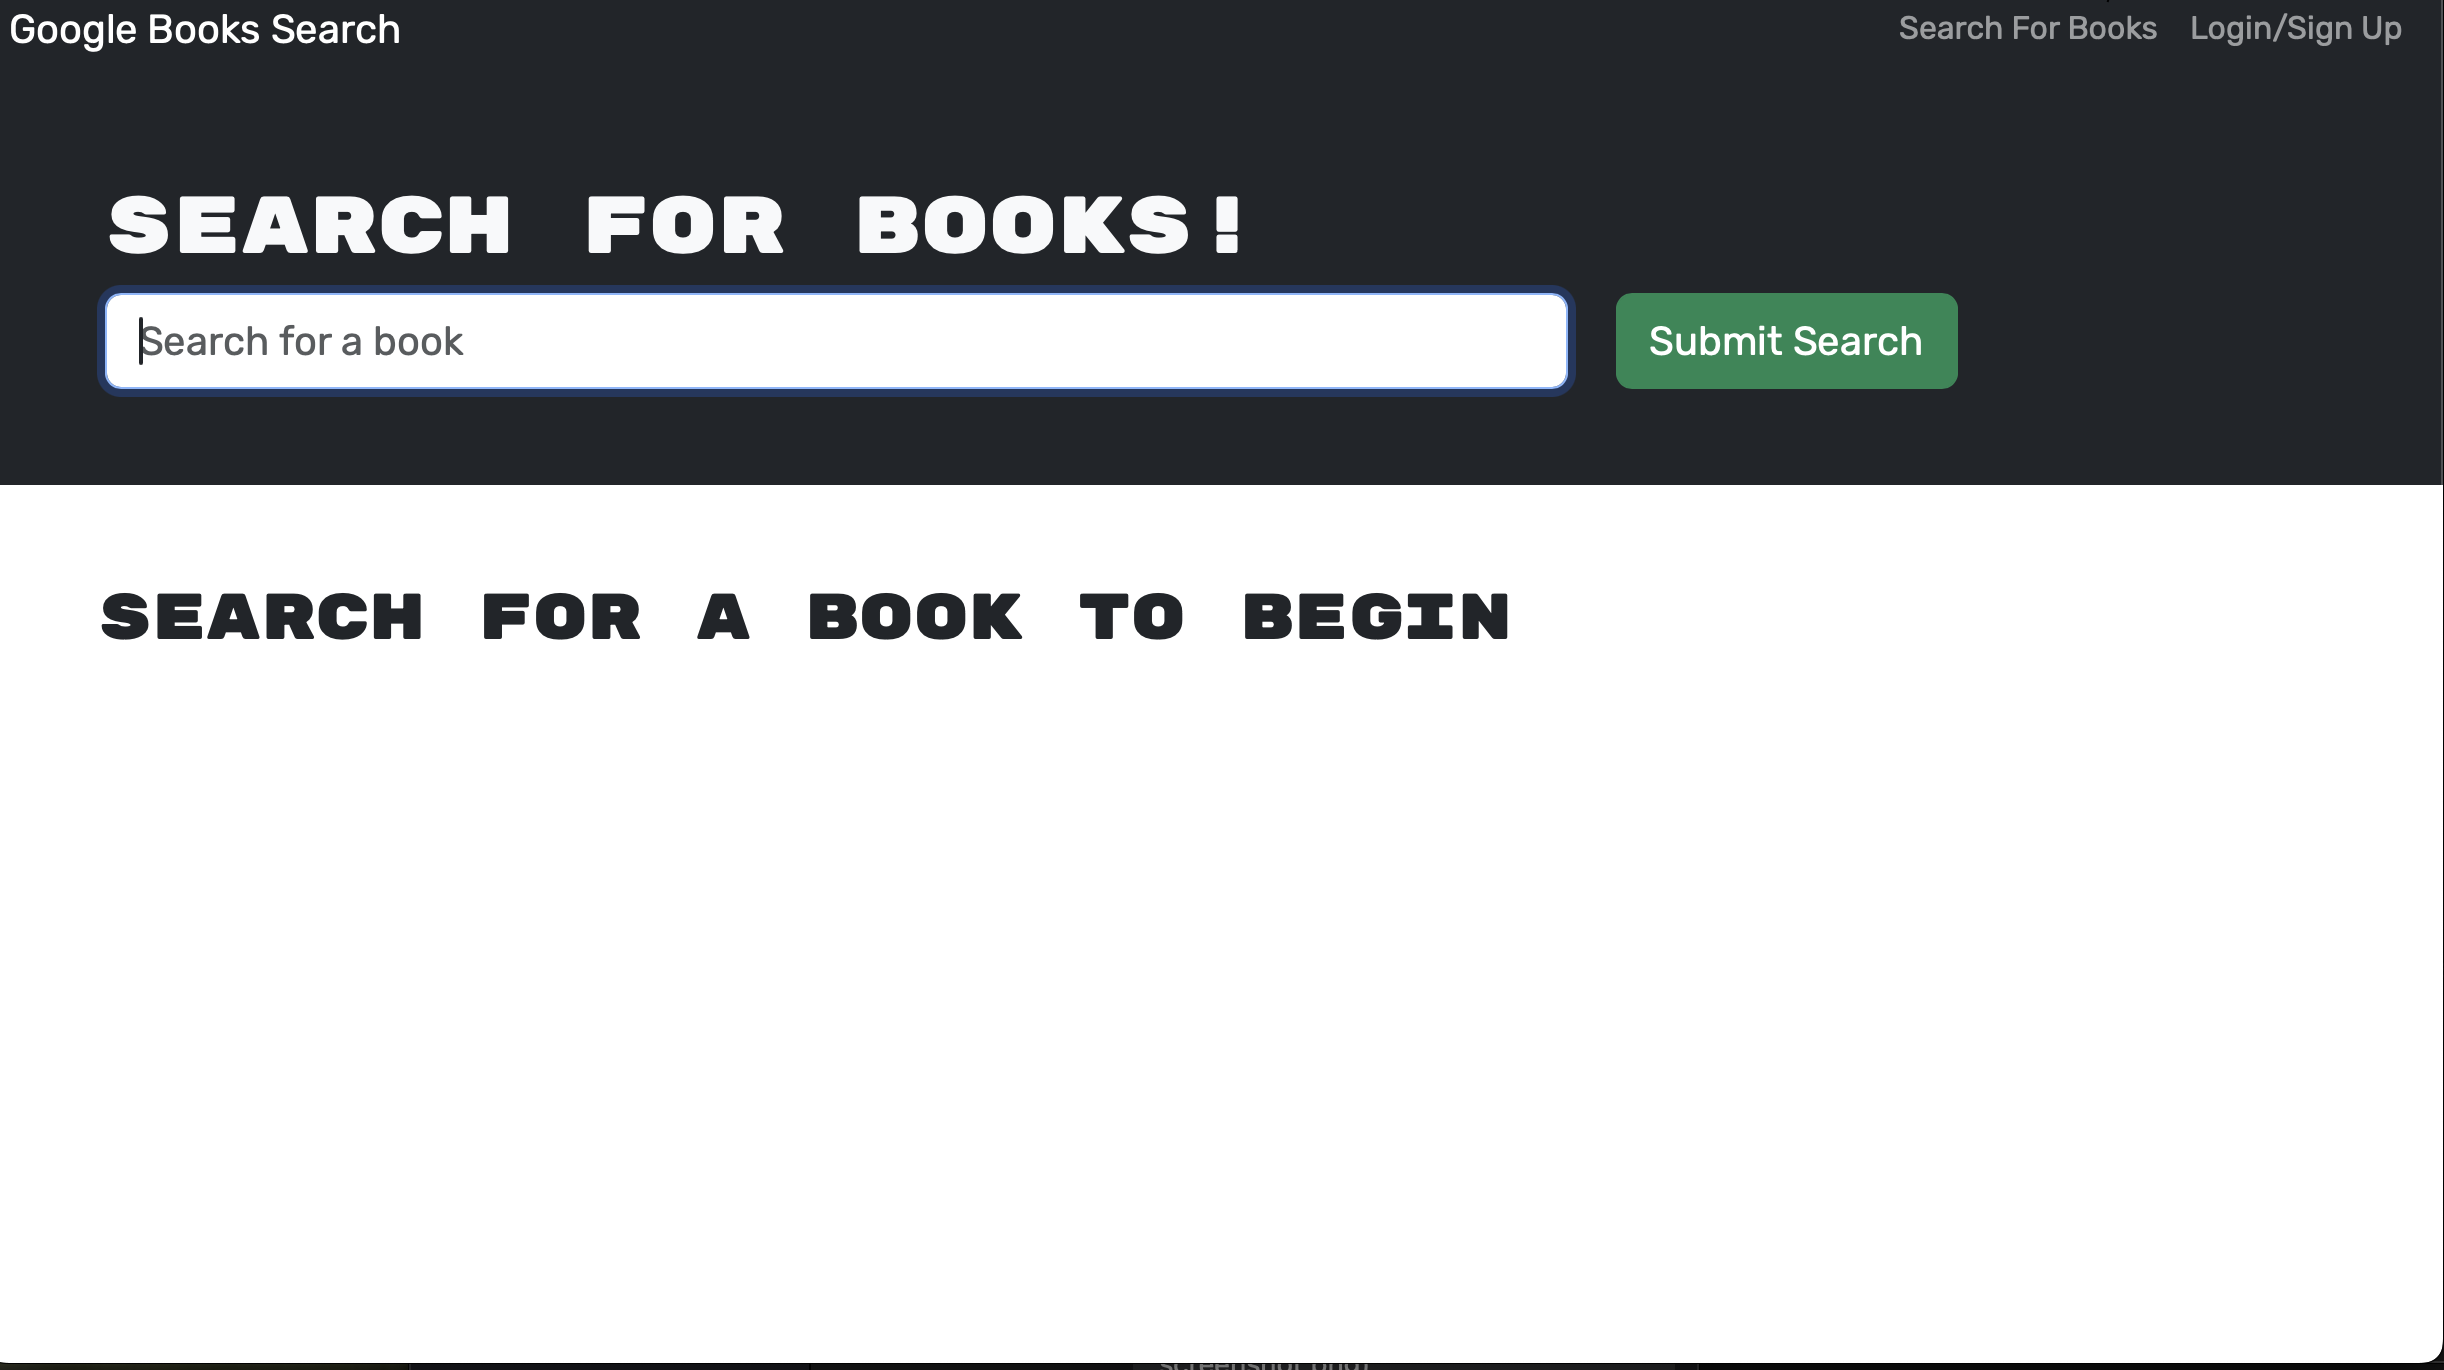 Google Books Search
Search For Books
Login/Sign Up
SEARCH FOR BOOKS!
Search for a book
Submit Search
SEARCH FOR A BOOK TO BEGIN